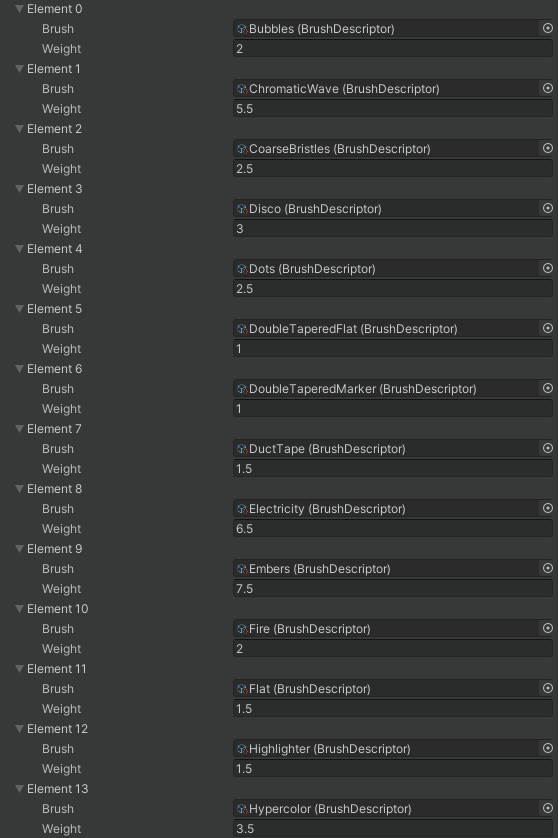 Element 0
Brush Bubbles (BrushDescriptor)
Weight 2
Element 1
Brush ChromaticWave (BrushDescriptor)
Weight 5.5
Element 2
Brush CoarseBristles (BrushDescriptor)
Weight 2.5
Element 3
Brush Disco (BrushDescriptor)
Weight 3
Element 4
Brush Dots (BrushDescriptor)
Weight 2.5
Element 5
Brush DoubleTaperedFlat (BrushDescriptor)
Weight 1
Element 6
Brush DoubleTaperedMarker (BrushDescriptor)
Weight 1
Element 7
Brush DuctTape (BrushDescriptor)
Weight 1.5
Element 8
Brush Electricity (BrushDescriptor)
Weight 6.5
Element 9
Brush Embers (BrushDescriptor)
Weight 7.5
Element 10
Brush Fire (BrushDescriptor)
Weight 2
Element 11
Brush Flat (BrushDescriptor)
Weight 1.5
Element 12
Brush Highlighter (BrushDescriptor)
Weight 1.5
Element 13
Brush Hypercolor (BrushDescriptor)
Weight 3.5